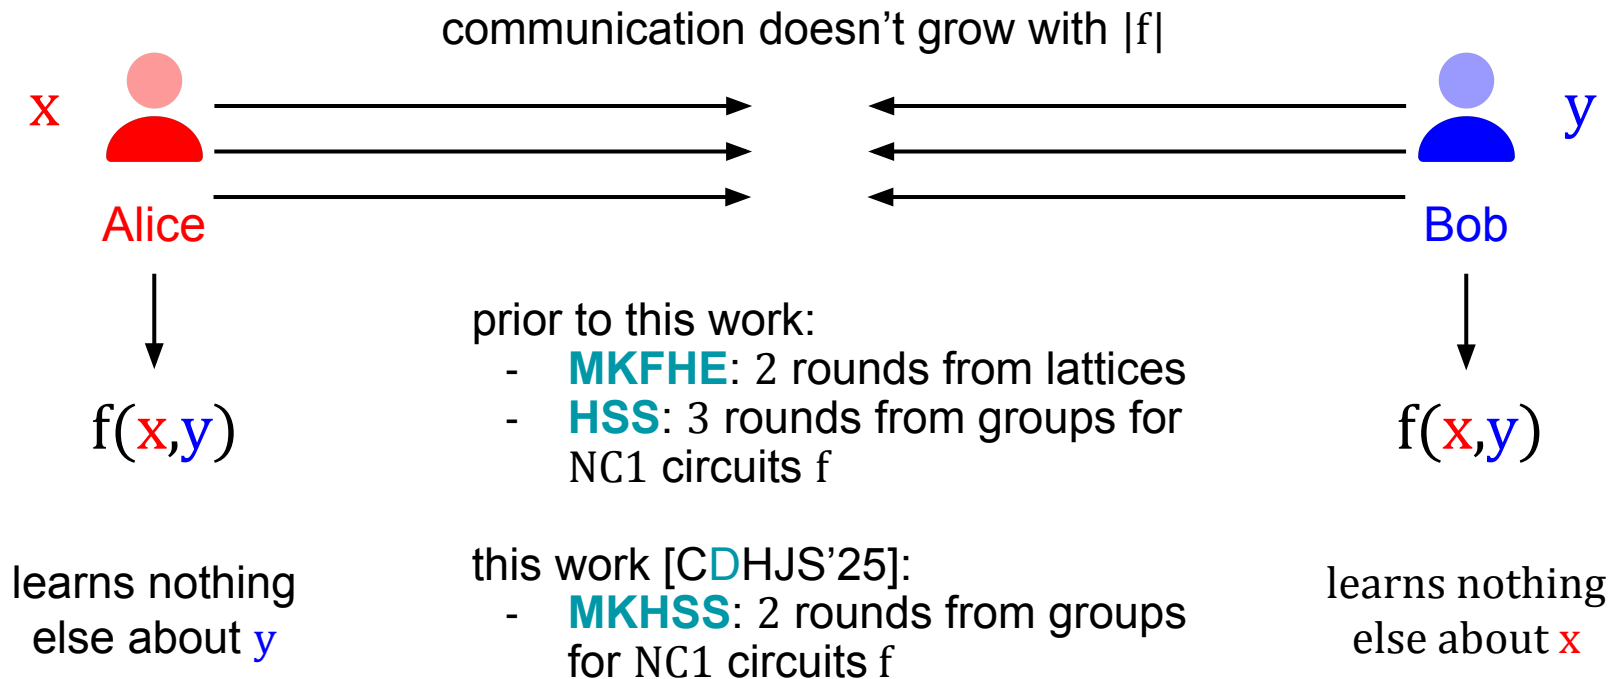 communication doesn’t grow with |f|
x
y
Alice
Bob
prior to this work:
- MKFHE: 2 rounds from lattices
- HSS: 3 rounds from groups for
NC1 circuits f
f(x,y)
f(x,y)
this work [CDHJS’25]:
- MKHSS: 2 rounds from groups
for NC1 circuits f
learns nothing
else about y
learns nothing
else about x